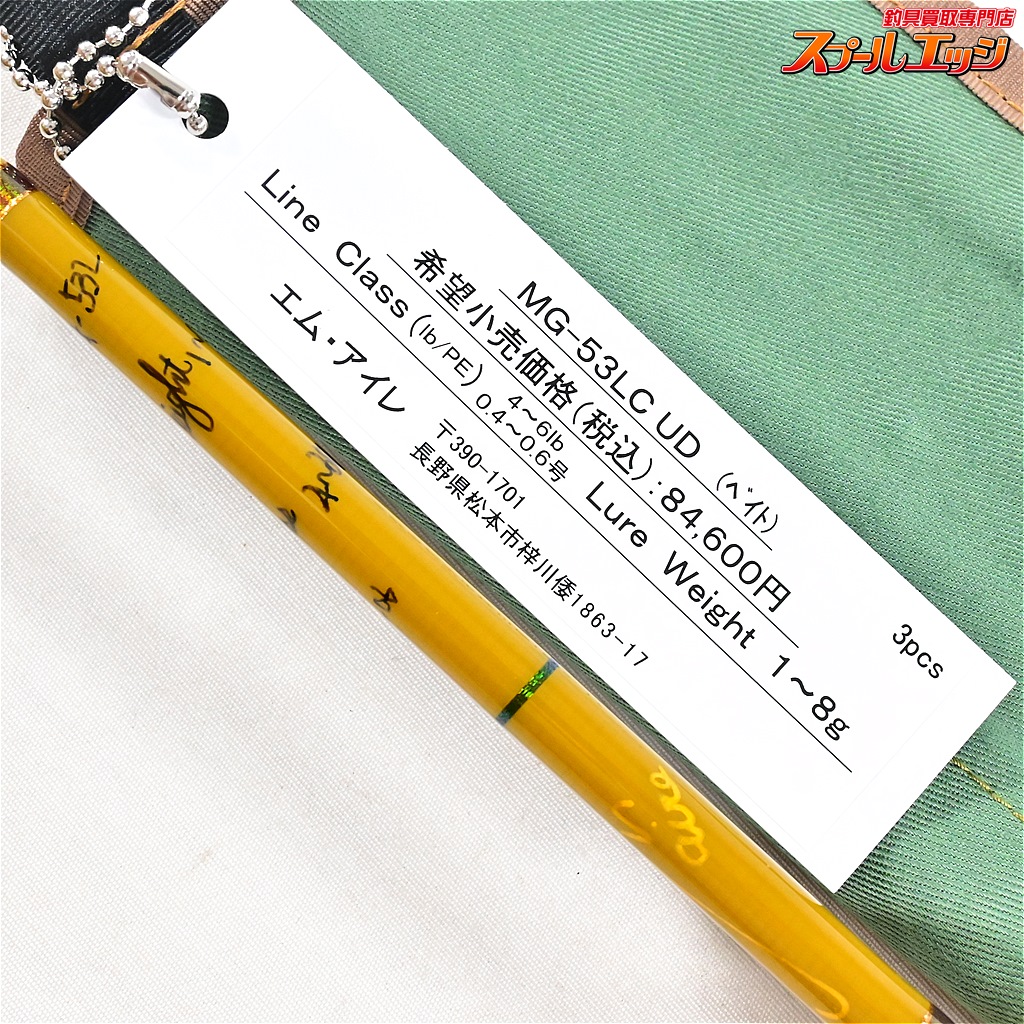 釣具買取専門店
スプールエッジ
MG-53LC UD (ベイト)
希望小売価格(税込):84,600円
Line Class(lb/PE) 4～6lb 0.4～0.6号 Lure Weight 1～8g
エム・アイレ
〒390-1701
長野県松本市梓川倭1863-17
3pcs
53L
aire